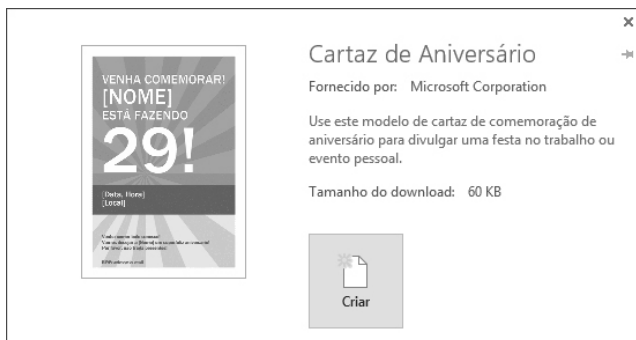 VENHA COMEMORAR!
[NOME]
ESTÁ FAZENDO
29!
[Data, Hora]
[Local]
Cartaz de Aniversário
Fornecido por: Microsoft Corporation
Use este modelo de cartaz de comemoração de
aniversário para divulgar uma festa no trabalho ou
evento pessoal.
Tamanho do download: 60 KB
Criar